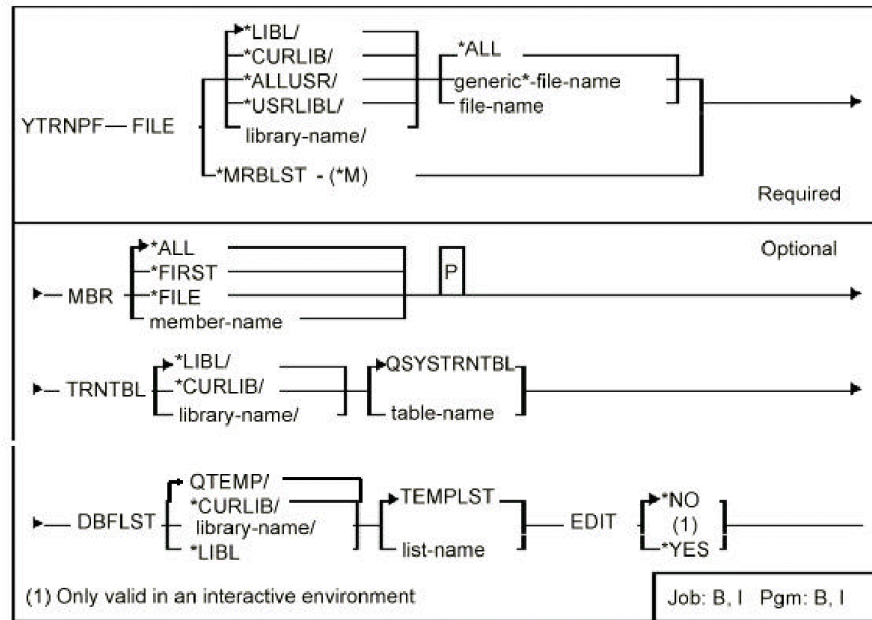 *LIBL/
*CURLIB/
*ALLUSR/
*USRLIBL/
library-name/
*ALL
generic*-file-name
file-name
YTRNPF — FILE
*MRBLST - (*M)
Required
Optional
MBR
*ALL
*FIRST
*FILE
member-name
P
TRNTBL
*LIBL/
*CURLIB/
library-name/
QSYSTRNTBL
table-name
DBFLST
QTEMP/
*CURLIB/
library-name/
*LIBL
TEMPLST
list-name
EDIT
*NO
(1)
*YES
(1) Only valid in an interactive environment
Job: B, I Pgm: B, I